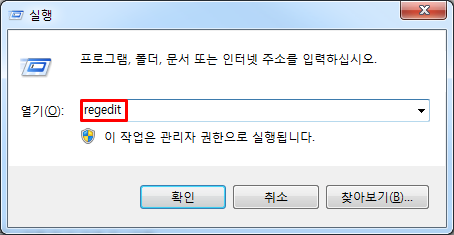 실행
프로그램, 폴더, 문서 또는 인터넷 주소를 입력하십시오.
열기(O): regedit
이 작업은 관리자 권한으로 실행됩니다.
확인 취소 찾아보기(B)...